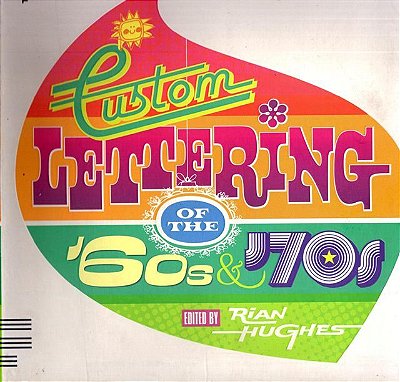 Custom
LETTERING
OF THE
'60s & '70s
EDITED BY RIAN HUGHES